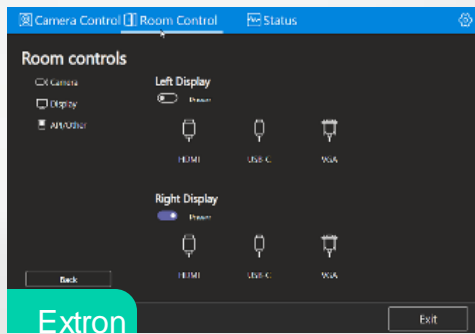 Camera Control Room Control Status
Room controls
Camera
Display
API/Other
Left Display
Power
HDMI USB-C VGA
Right Display
Power
HDMI USB-C VGA
Back
Extron
Exit